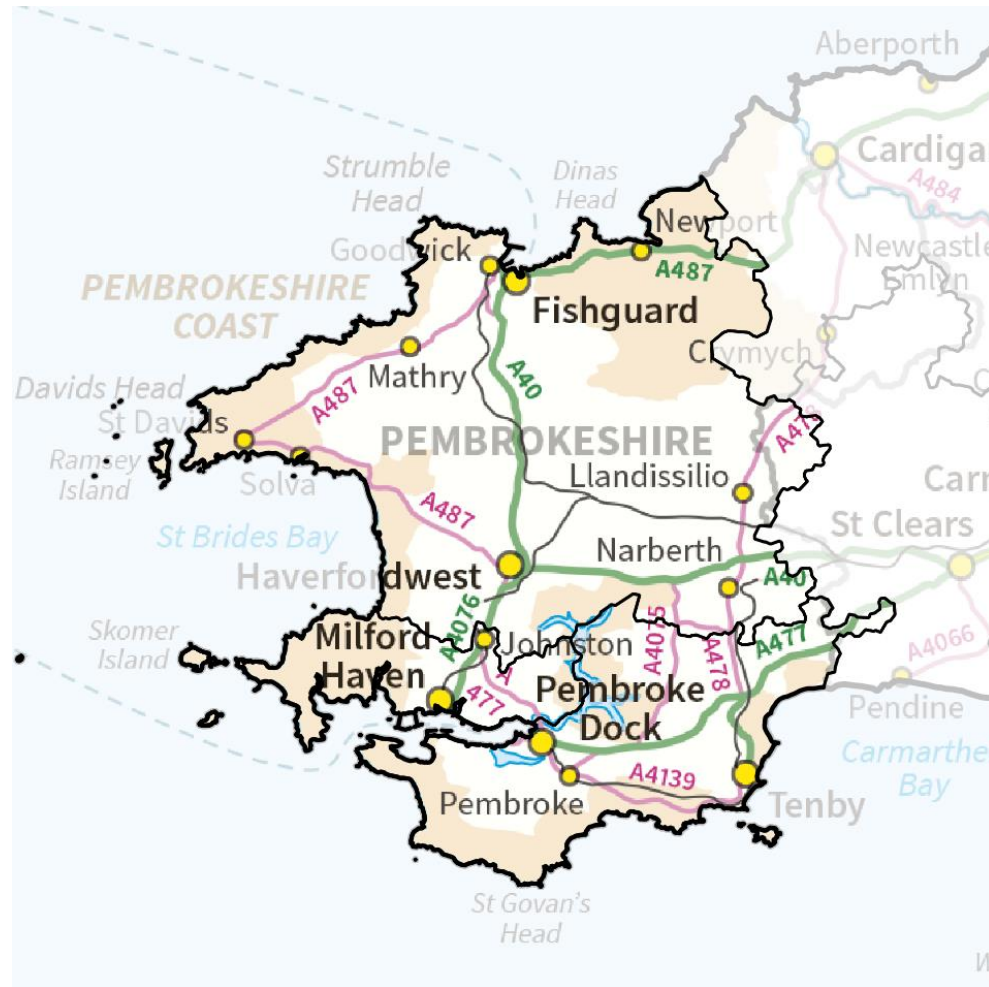 Aberporth
Cardiga
A484
Strumble
Head
Dinas
Head
Newport
Newcastle
Emlyn
Goodwick
A487
PEMBROKESHIRE
COAST
Fishguard
Crymych
A40
Mathry
Davids Head
A487
St Davids
A47
PEMBROKESHIRE
Ramsey
Island
Solva
Llandissilio
Carr
A487
St Clears
St Brides Bay
Narberth
Haverfordwest
A40
A4076
Skomer
Island
Milford
Haven
Johnston
A4075
A478
A477
A4066
A
477
Pembroke
Dock
Pendine
Carmarthe
Bay
A4139
Pembroke
Tenby
St Govan's
Head
W